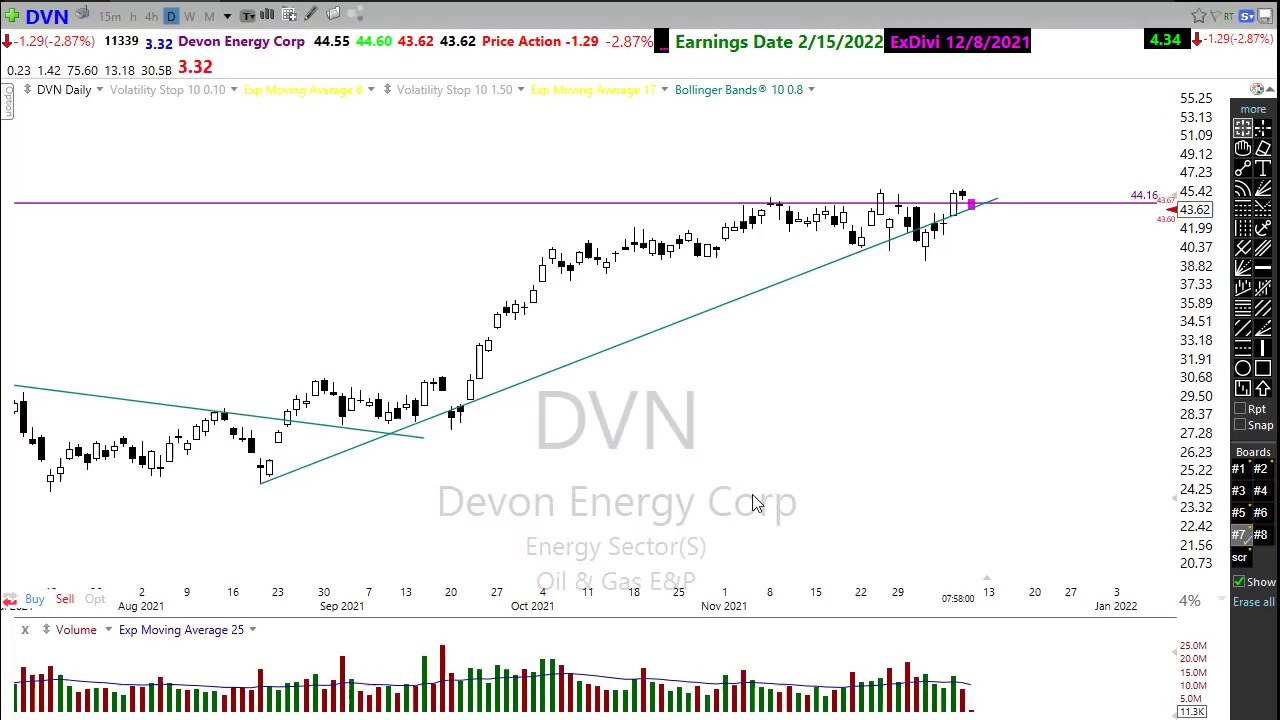 DVN 15m h 4h D W M T RT S
-1.29(-2.87%) 11339 3.32 Devon Energy Corp 44.55 44.60 43.62 43.62 Price Action -1.29 -2.87% Earnings Date 2/15/2022 ExDivi 12/8/2021 4.34 -1.29(-2.87%)
0.23 1.42 75.60 13.18 30.5B 3.32
Option
DVN Daily Volatility Stop 10 0.10 Exp Moving Average 8 Volatility Stop 10 1.50 Exp Moving Average 17 Bollinger Bands® 10 0.8
55.25
53.13
51.09
49.12
47.23
45.42
44.16
43.67
43.62
43.60
41.99
40.37
38.82
37.33
35.89
34.51
33.18
31.91
30.68
29.50
28.37
27.28
26.23
25.22
24.25
23.32
22.42
21.56
20.73
more
T
Rpt
Snap
Boards
#1 #2
#3 #4
#5 #6
#7 #8
scr
Show
Erase all
DVN
Devon Energy Corp
Energy Sector(S)
Oil & Gas E&P
Buy Sell Opt
2 9 16 23 30 7 13 20 27 4 11 18 25 1 8 15 22 29 07:58:00 13 20 27 3
Aug 2021 Sep 2021 Oct 2021 Nov 2021 Jan 2022
4%
x Volume Exp Moving Average 25
25.0M
20.0M
15.0M
10.0M
5.0M
11.3K